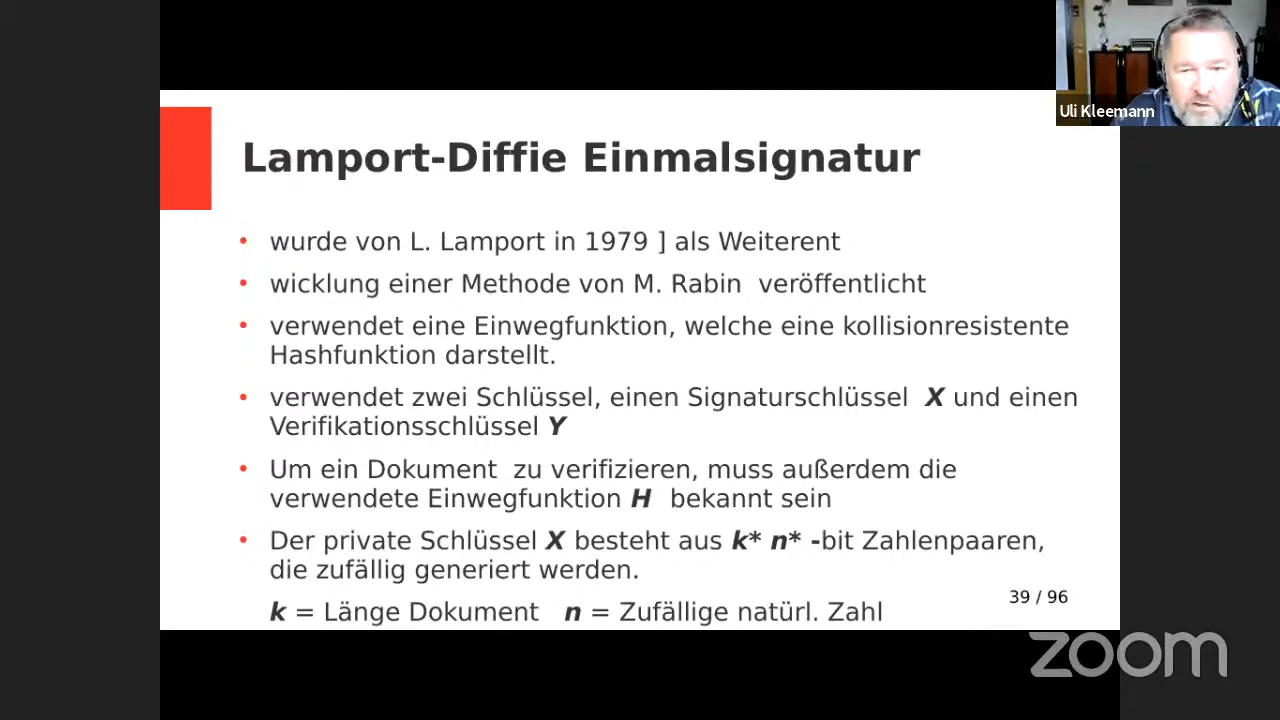 Uli Kleemann
Lamport-Diffie Einmalsignatur
• wurde von L. Lamport in 1979 ] als Weiterent
• wicklung einer Methode von M. Rabin veröffentlicht
• verwendet eine Einwegfunktion, welche eine kollisionresistente
Hashfunktion darstellt.
• verwendet zwei Schlüssel, einen Signaturschlüssel X und einen
Verifikationsschlüssel Y
• Um ein Dokument zu verifizieren, muss außerdem die
verwendete Einwegfunktion H bekannt sein
• Der private Schlüssel X besteht aus k* n* -bit Zahlenpaaren,
die zufällig generiert werden.
k = Länge Dokument n = Zufällige natürl. Zahl
39 / 96
zoom